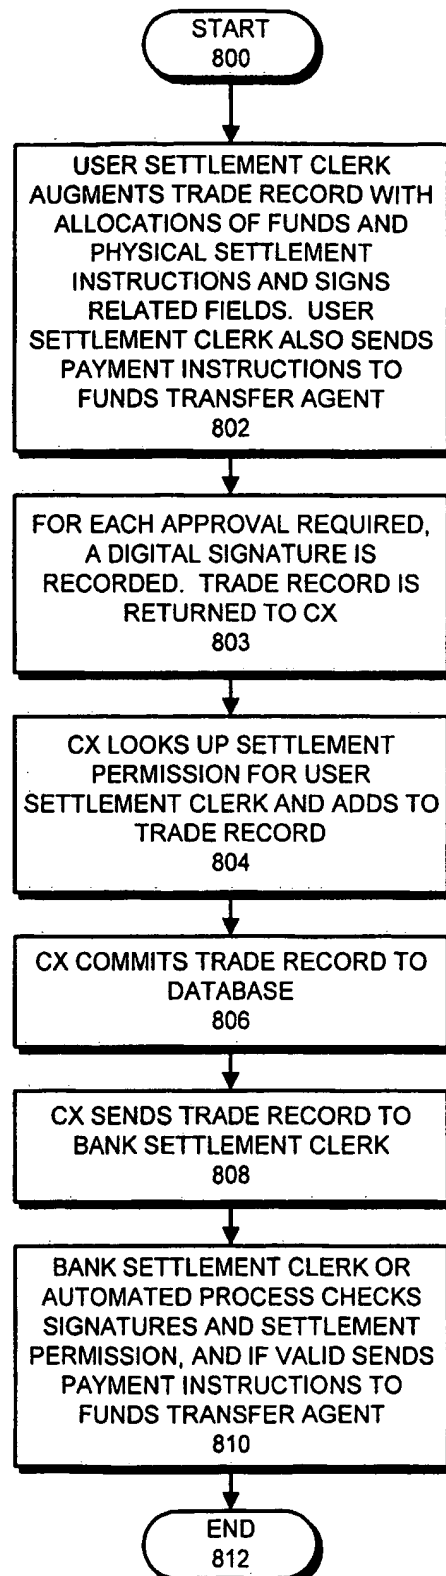 START
800
USER SETTLEMENT CLERK
AUGMENTS TRADE RECORD WITH
ALLOCATIONS OF FUNDS AND
PHYSICAL SETTLEMENT
INSTRUCTIONS AND SIGNS
RELATED FIELDS. USER
SETTLEMENT CLERK ALSO SENDS
PAYMENT INSTRUCTIONS TO
FUNDS TRANSFER AGENT
802
FOR EACH APPROVAL REQUIRED,
A DIGITAL SIGNATURE IS
RECORDED. TRADE RECORD IS
RETURNED TO CX
803
CX LOOKS UP SETTLEMENT
PERMISSION FOR USER
SETTLEMENT CLERK AND ADDS TO
TRADE RECORD
804
CX COMMITS TRADE RECORD TO
DATABASE
806
CX SENDS TRADE RECORD TO
BANK SETTLEMENT CLERK
808
BANK SETTLEMENT CLERK OR
AUTOMATED PROCESS CHECKS
SIGNATURES AND SETTLEMENT
PERMISSION, AND IF VALID SENDS
PAYMENT INSTRUCTIONS TO
FUNDS TRANSFER AGENT
810
END
812